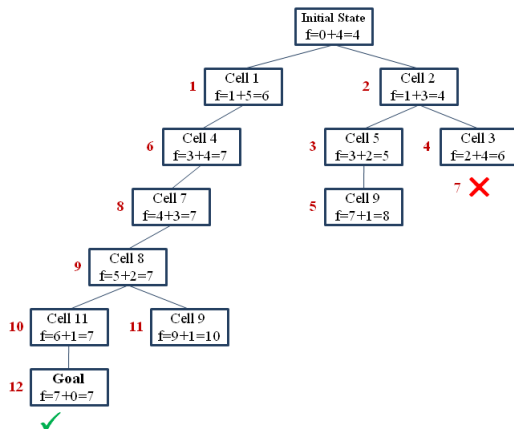 Initial State
f=0+4=4
1
Cell 1
f=1+5=6
2
Cell 2
f=1+3=4
6
Cell 4
f=3+4=7
3
Cell 5
f=3+2=5
4
Cell 3
f=2+4=6
7
8
Cell 7
f=4+3=7
5
Cell 9
f=7+1=8
9
Cell 8
f=5+2=7
10
Cell 11
f=6+1=7
11
Cell 9
f=9+1=10
12
Goal
f=7+0=7